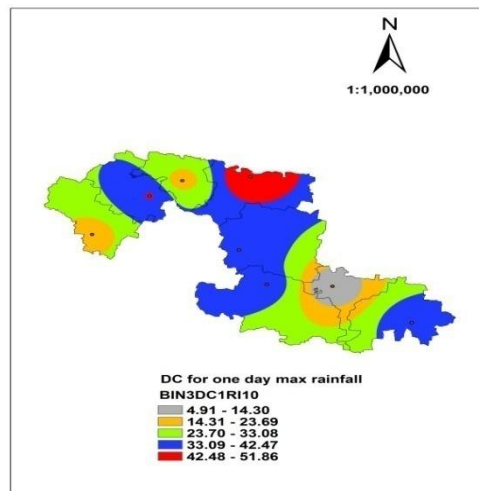 N
1:1,000,000
DC for one day max rainfall
BIN3DC1RI10
4.91 - 14.30
14.31 - 23.69
23.70 - 33.08
33.09 - 42.47
42.48 - 51.86